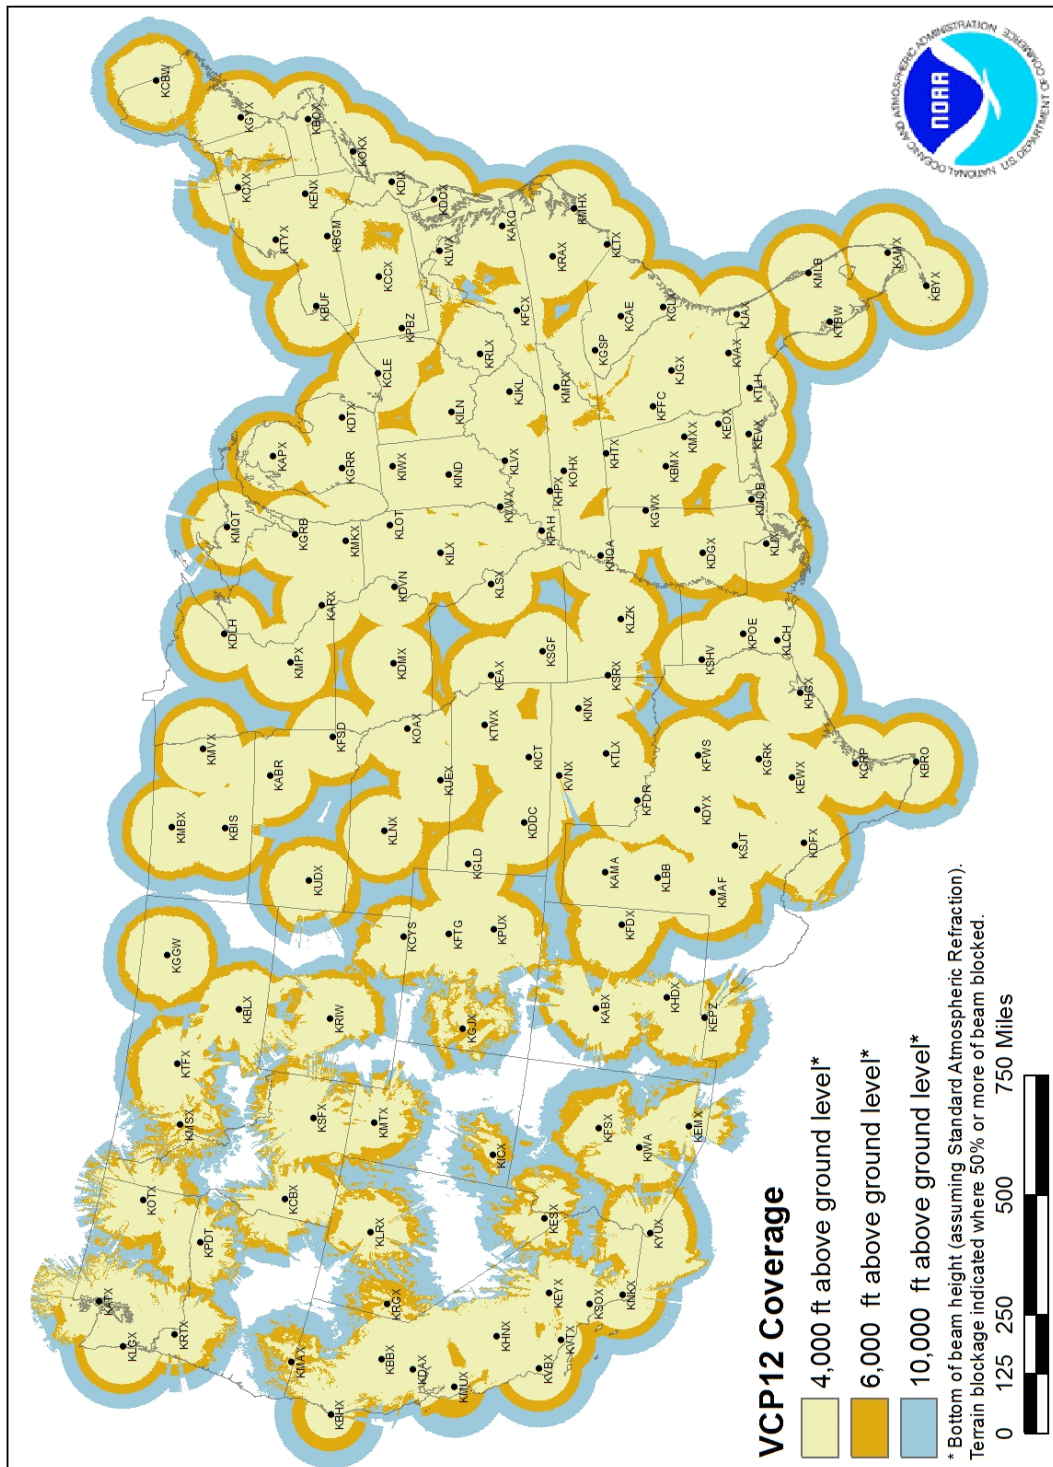 NATIONAL OCEANIC AND ATMOSPHERIC ADMINISTRATION
U.S. DEPARTMENT OF COMMERCE
NOAA
KCBW
KGYX
KBOX
KOKX
KCXX
KENX
KDIX
KDOX
KTYX
KBGM
KCCX
KLWX
KAKQ
KMHX
KBUF
KPBZ
KRAX
KLTX
KFCX
KCLE
KRLX
KCAE
KCLX
KGSP
KJAX
KMLB
KAMX
KBYX
KTBW
KDTX
KILN
KJKL
KMRX
KJGX
KVAX
KTLH
KFFC
KAPX
KGRR
KIWX
KIND
KLVX
KOHX
KHTX
KBMX
KMXX
KEOX
KEVX
KMQT
KGRB
KMKX
KLOT
KILX
KVWX
KHPX
KPAH
KNQA
KGWX
KDGX
KMOB
KLIX
KDLH
KMPX
KARX
KDVN
KLSX
KDMX
KEAX
KSGF
KLZK
KSRX
KSHV
KPOE
KLCH
KHGX
KMVX
KABR
KFSD
KOAX
KTWX
KICT
KINX
KTLX
KFWS
KGRK
KEWX
KCRP
KBRO
KMBX
KBIS
KUDX
KLNX
KUEX
KGLD
KDDC
KVNX
KFDR
KDYX
KSJT
KDFX
KAMA
KLBB
KMAF
KGGW
KCYS
KFTG
KPUX
KFDX
KBLX
KRIW
KGJX
KABX
KHDX
KEPZ
KTFX
KMSX
KSFX
KMTX
KICX
KFSX
KIWA
KEMX
KOTX
KPDT
KCBX
KLRX
KESX
KYUX
KATX
KLGX
KRTX
KMAX
KRGX
KBHX
KBBX
KDAX
KMUX
KHNX
KEYX
KVBX
KVTX
KSOX
KNKX
VCP12 Coverage
4,000 ft above ground level*
6,000 ft above ground level*
10,000 ft above ground level*
* Bottom of beam height (assuming Standard Atmospheric Refraction).
Terrain blockage indicated where 50% or more of beam blocked.
0 125 250 500 750 Miles